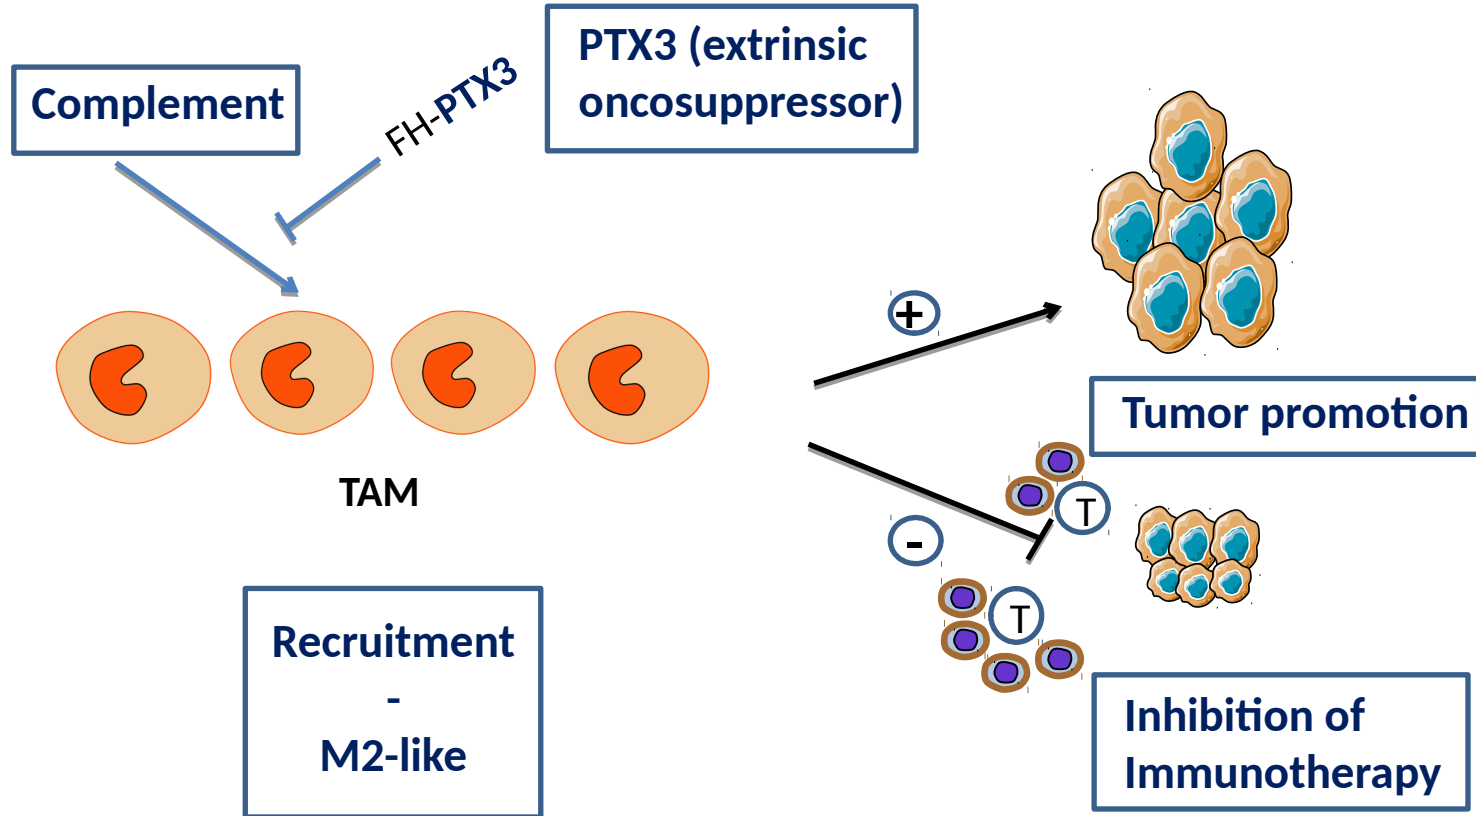 PTX3 (extrinsic
oncosuppressor)
Complement
FH-PTX3
+
Tumor promotion
TAM
T
-
T
Recruitment
-
M2-like
Inhibition of
Immunotherapy